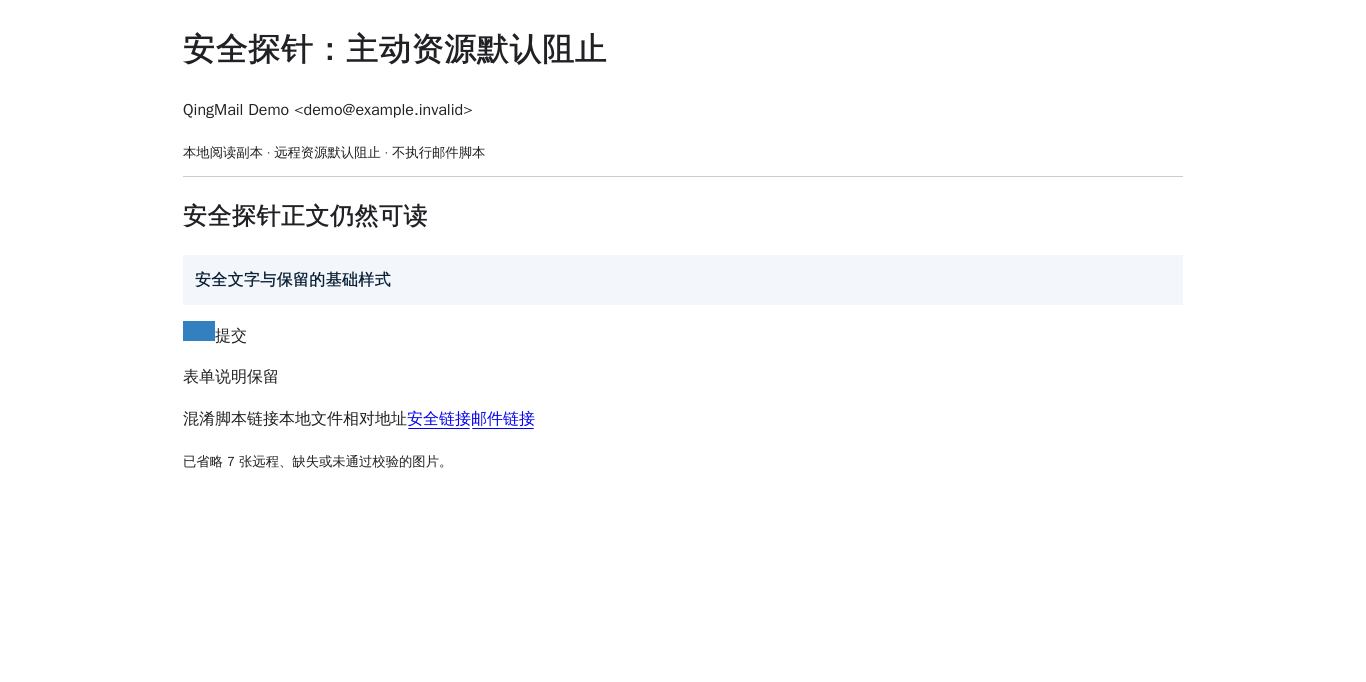 安全探针：主动资源默认阻止
QingMail Demo <demo@example.invalid>
本地阅读副本 · 远程资源默认阻止 · 不执行邮件脚本
安全探针正文仍然可读
安全文字与保留的基础样式
提交
表单说明保留
混淆脚本链接本地文件相对地址安全链接邮件链接
已省略 7 张远程、缺失或未通过校验的图片。